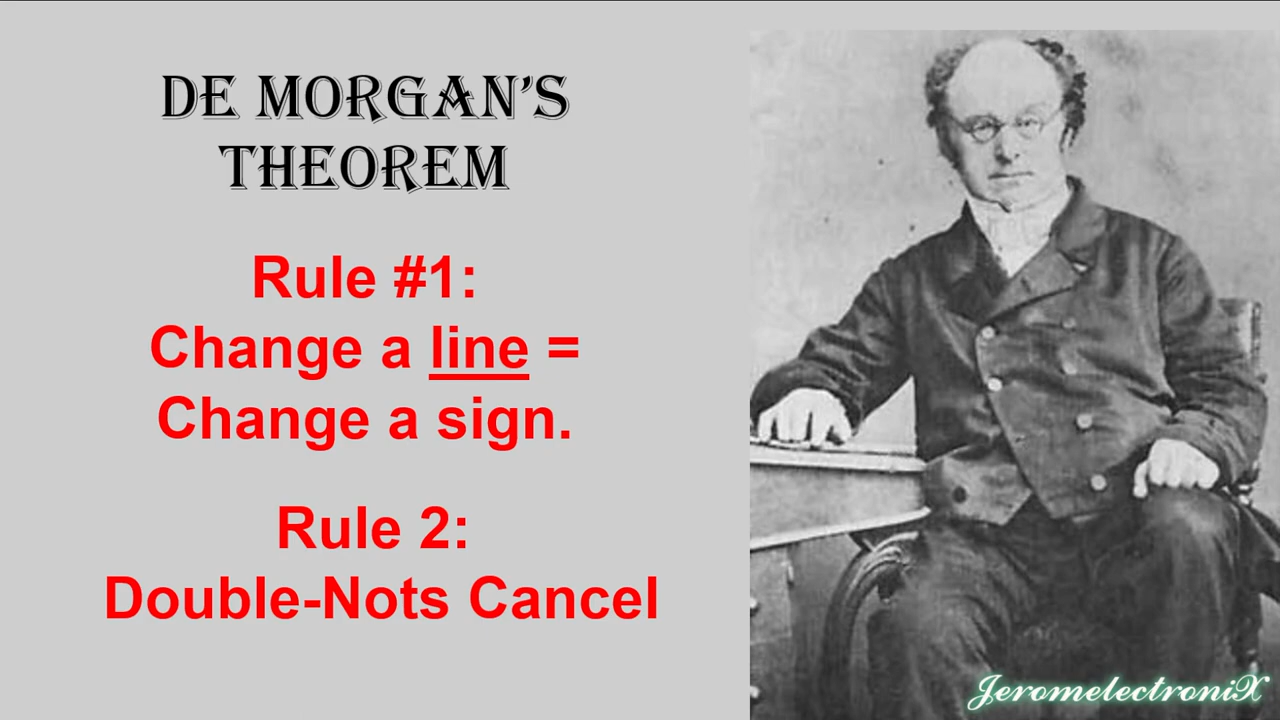 DE MORGAN'S
THEOREM
Rule #1:
Change a line =
Change a sign.
Rule 2:
Double-Nots Cancel
JeromelectroniX